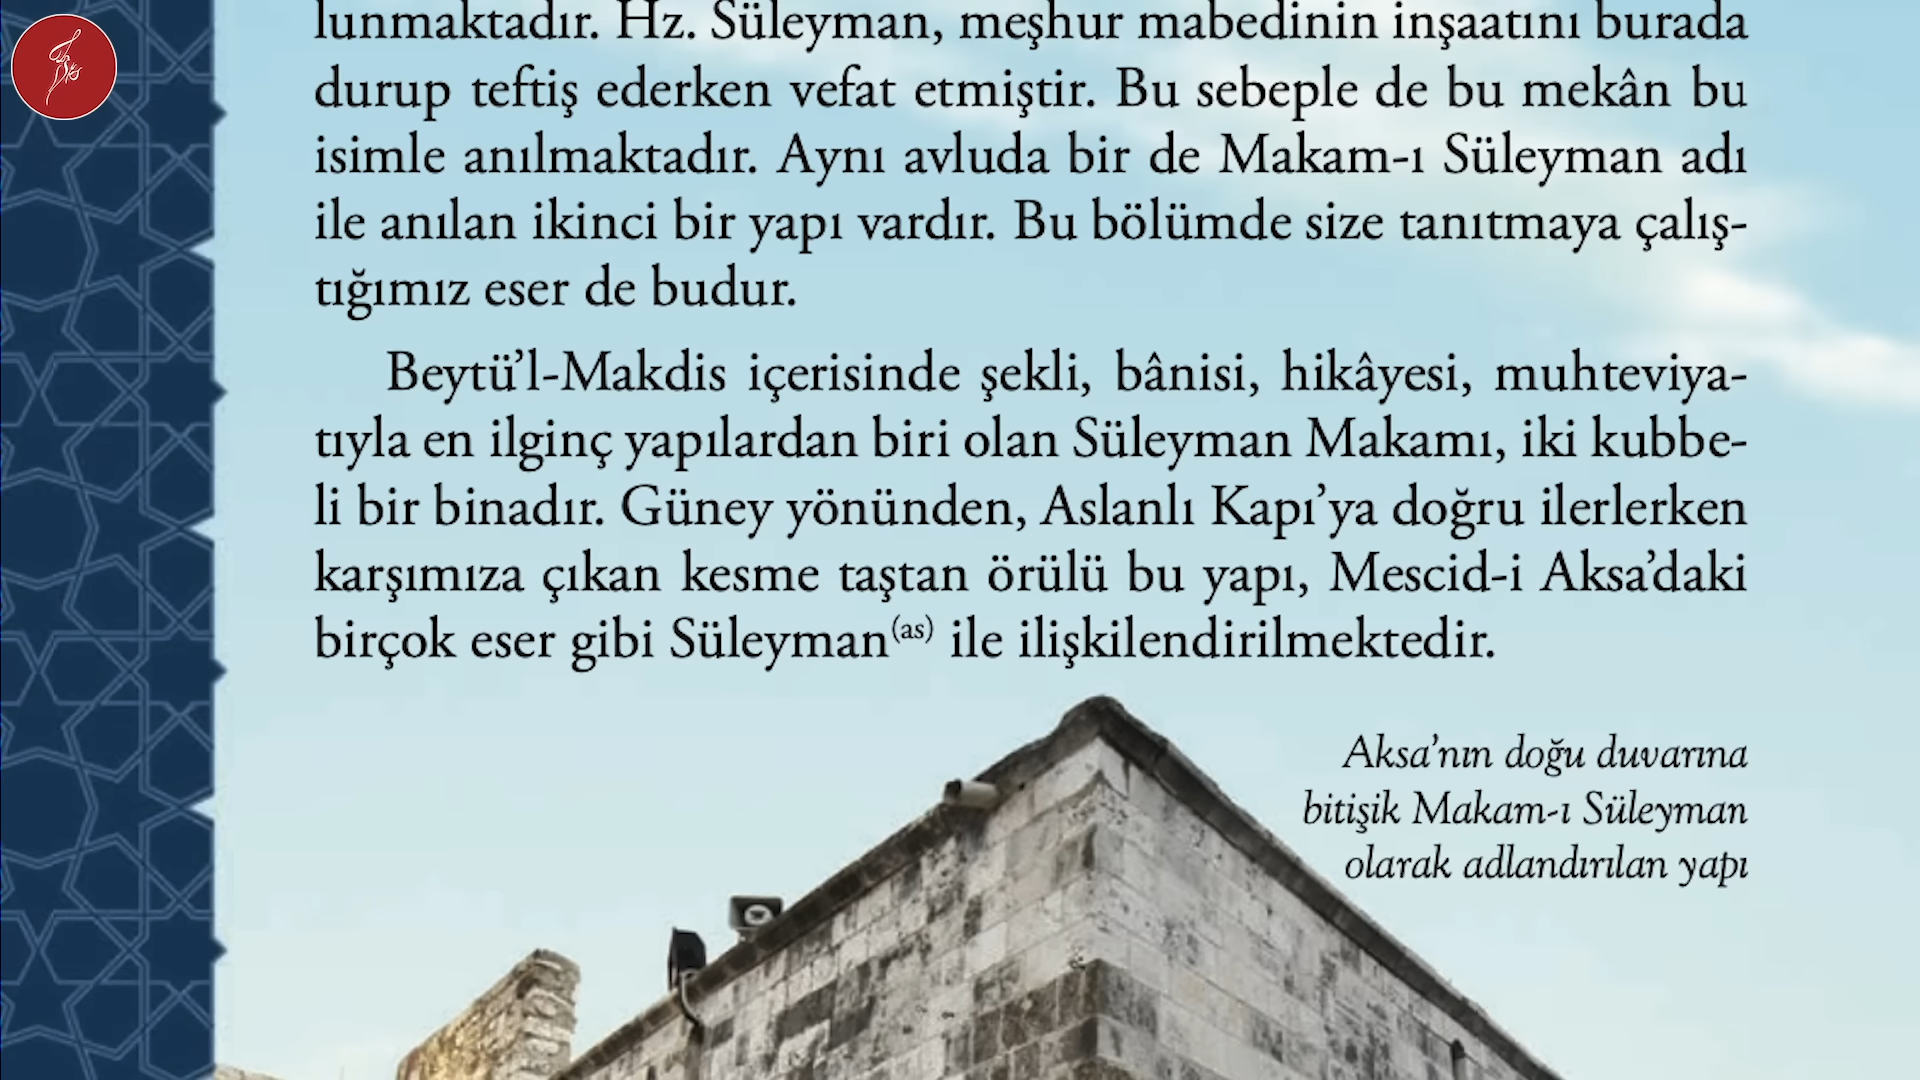 lunmaktadır. Hz. Süleyman, meşhur mabedinin inşaatını burada
durup teftiş ederken vefat etmiştir. Bu sebeple de bu mekân bu
isimle anılmaktadır. Aynı avluda bir de Makam-ı Süleyman adı
ile anılan ikinci bir yapı vardır. Bu bölümde size tanıtmaya çalış-
tığımız eser de budur.
Beytü’l-Makdis içerisinde şekli, bânisi, hikâyesi, muhteviya-
tıyla en ilginç yapılardan biri olan Süleyman Makamı, iki kubbe-
li bir binadır. Güney yönünden, Aslanlı Kapı’ya doğru ilerlerken
karşımıza çıkan kesme taştan örülü bu yapı, Mescid-i Aksa’daki
birçok eser gibi Süleyman(as) ile ilişkilendirilmektedir.
Aksa’nın doğu duvarına
bitişik Makam-ı Süleyman
olarak adlandırılan yapı